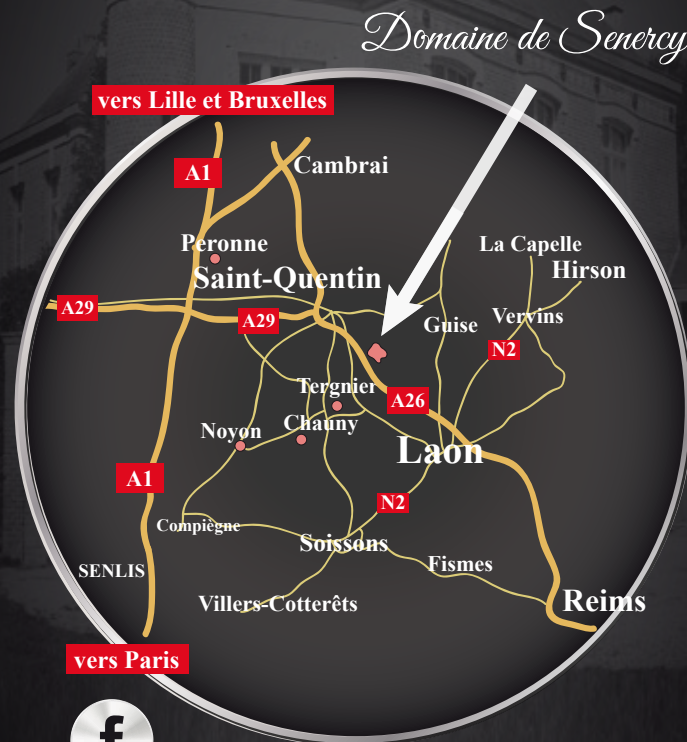 Domaine de Senercy
vers Lille et Bruxelles
A1
Cambrai
Peronne
La Capelle
Saint-Quentin
Hirson
A29
A29
Guise
Vervins
N2
Tergnier
A26
Noyon
Chauny
Laon
A1
N2
Compiègne
Soissons
SENLIS
Fismes
Villers-Cotterêts
Reims
vers Paris
f